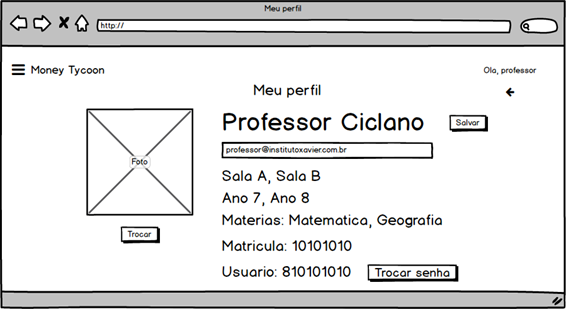 Meu perfil
http://
Money Tycoon
Ola, professor
Meu perfil
Professor Ciclano
Salvar
professor@institutoxavier.com.br
Foto
Sala A, Sala B
Ano 7, Ano 8
Materias: Matematica, Geografia
Trocar
Matricula: 10101010
Usuario: 810101010
Trocar senha